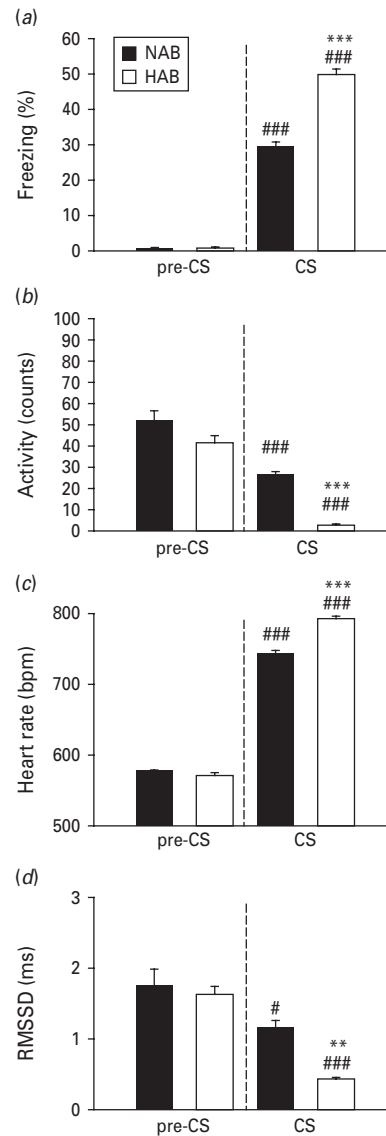 (a)
60
50
40
30
20
10
0
Freezing (%)
NAB
HAB
###
***
###
pre-CS CS
(b)
100
90
80
70
60
50
40
30
20
10
0
Activity (counts)
###
***
###
pre-CS CS
(c)
800
700
600
500
Heart rate (bpm)
###
***
###
pre-CS CS
(d)
3
2
1
0
RMSSD (ms)
#
**
###
pre-CS CS